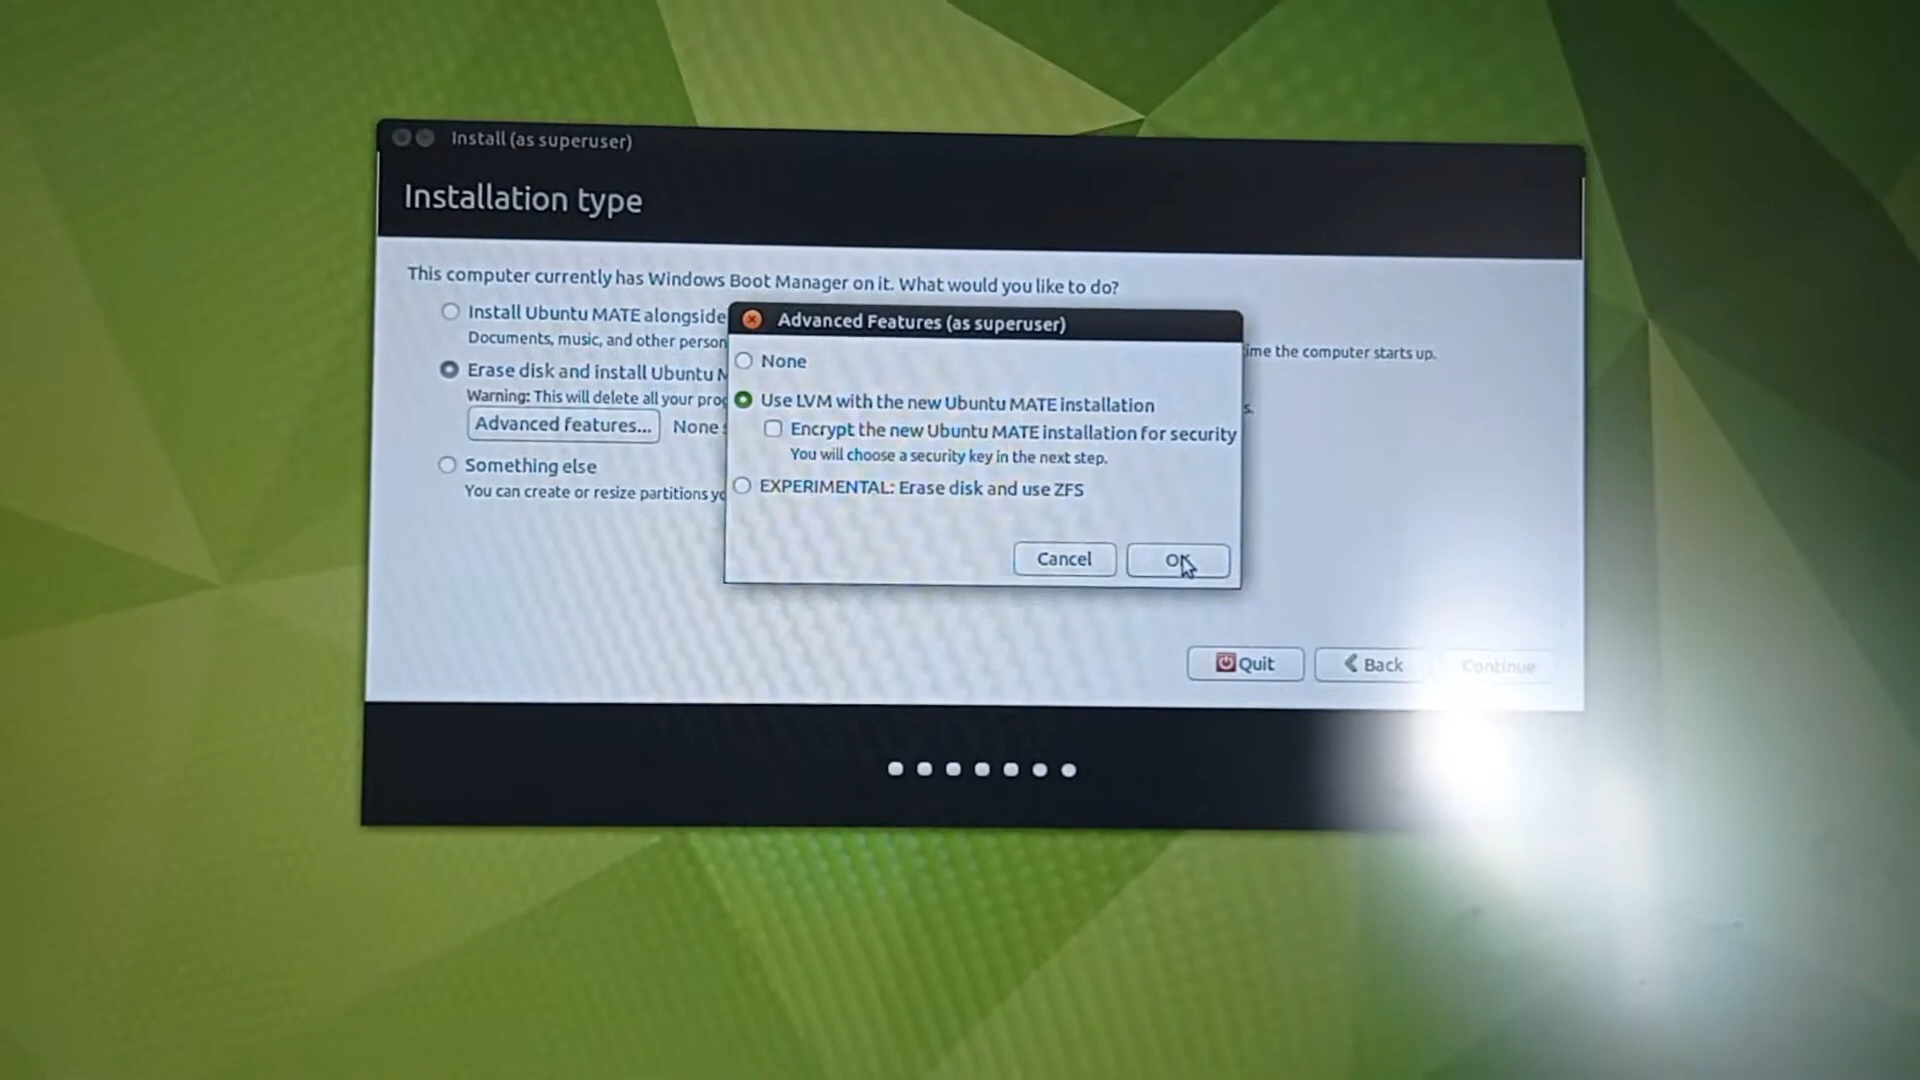 Install (as superuser)
Installation type
This computer currently has Windows Boot Manager on it. What would you like to do?
Install Ubuntu MATE alongside
Documents, music, and other person
ime the computer starts up.
Erase disk and install Ubuntu M
Warning: This will delete all your prog
s.
Advanced features...
None
Something else
You can create or resize partitions yo
Advanced Features (as superuser)
None
Use LVM with the new Ubuntu MATE installation
Encrypt the new Ubuntu MATE installation for security
You will choose a security key in the next step.
EXPERIMENTAL: Erase disk and use ZFS
Cancel
OK
Quit
Back
Continue